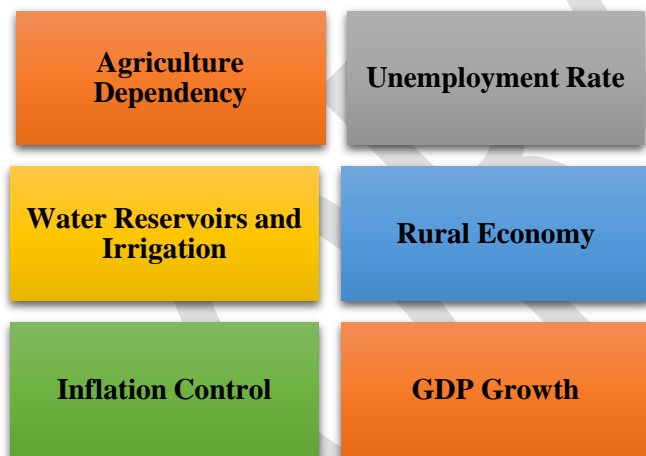 Agriculture
Dependency
Unemployment Rate
Water Reservoirs and
Irrigation
Rural Economy
Inflation Control
GDP Growth